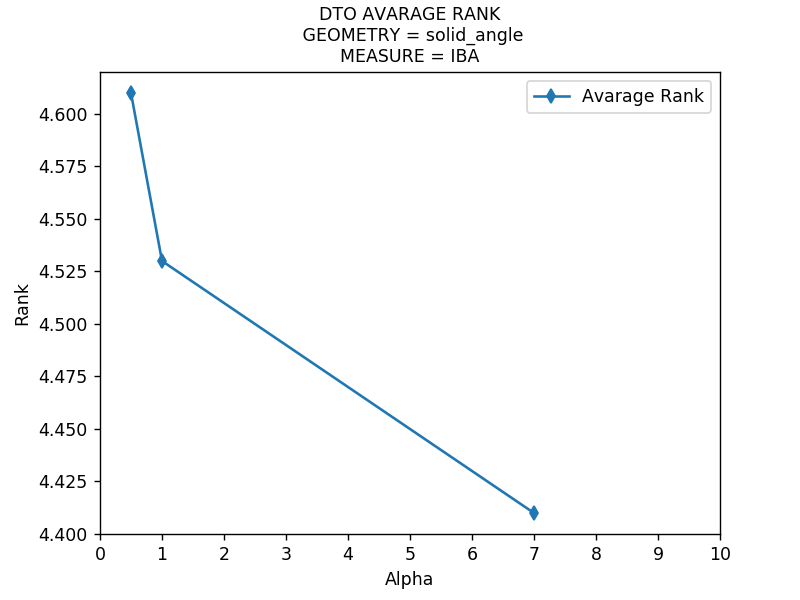 DTO AVARAGE RANK
GEOMETRY = solid_angle
MEASURE = IBA
Avarage Rank
4.600
4.575
4.550
4.525
4.500
4.475
4.450
4.425
4.400
Rank
0 1 2 3 4 5 6 7 8 9 10
Alpha